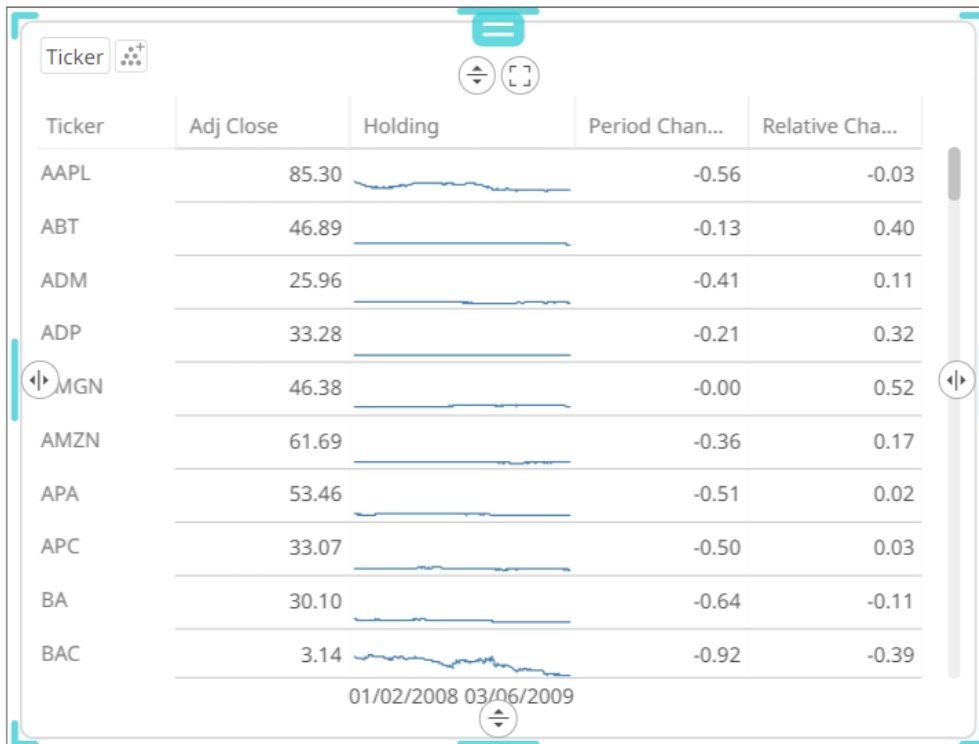 Ticker
Ticker Adj Close Holding Period Chan... Relative Cha...
AAPL 85.30 -0.56 -0.03
ABT 46.89 -0.13 0.40
ADM 25.96 -0.41 0.11
ADP 33.28 -0.21 0.32
MGN 46.38 -0.00 0.52
AMZN 61.69 -0.36 0.17
APA 53.46 -0.51 0.02
APC 33.07 -0.50 0.03
BA 30.10 -0.64 -0.11
BAC 3.14 -0.92 -0.39
01/02/2008 03/06/2009